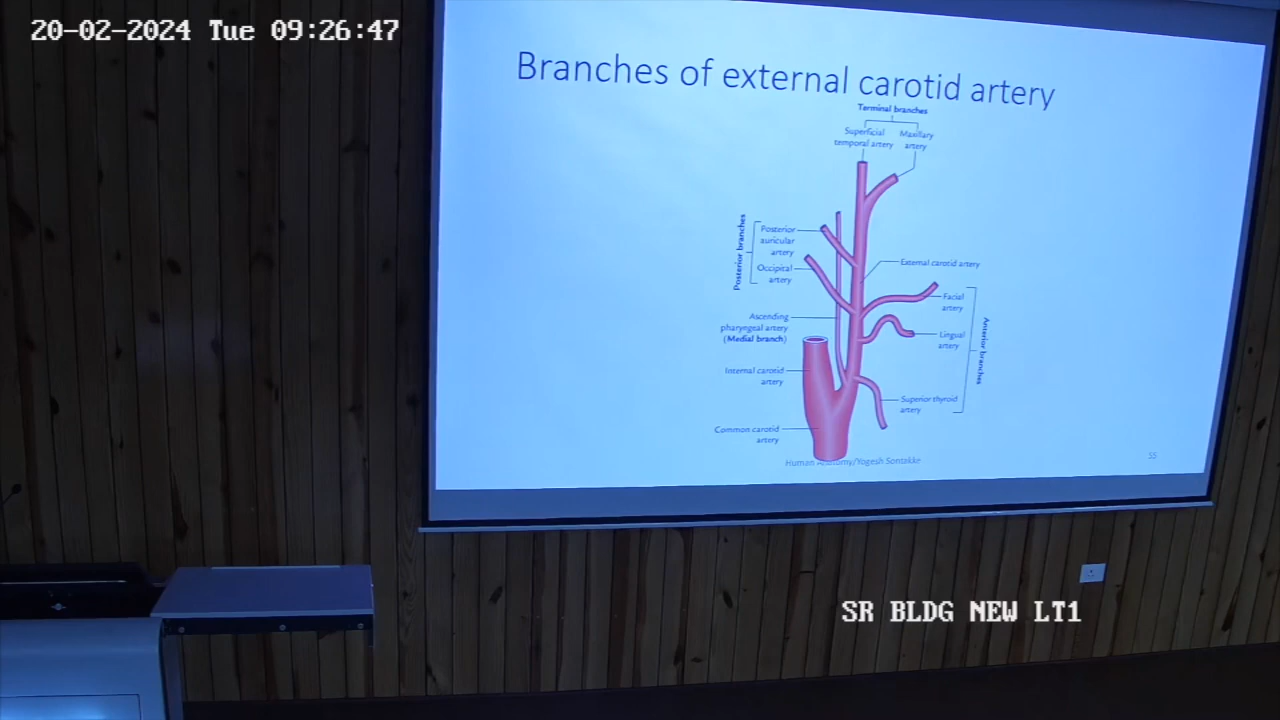 20-02-2024 Tue 09:26:47
Branches of external carotid artery
Terminal branches
Superficial
temporal artery
Maxillary
artery
Posterior branches
Posterior
auricular
artery
Occipital
artery
External carotid artery
Facial
artery
Ascending
pharyngeal artery
(Medial branch)
Lingual
artery
Anterior branches
Internal carotid
artery
Superior thyroid
artery
Common carotid
artery
Human Anatomy/Yogesh Sontakke
55
SR BLDG NEW LT1